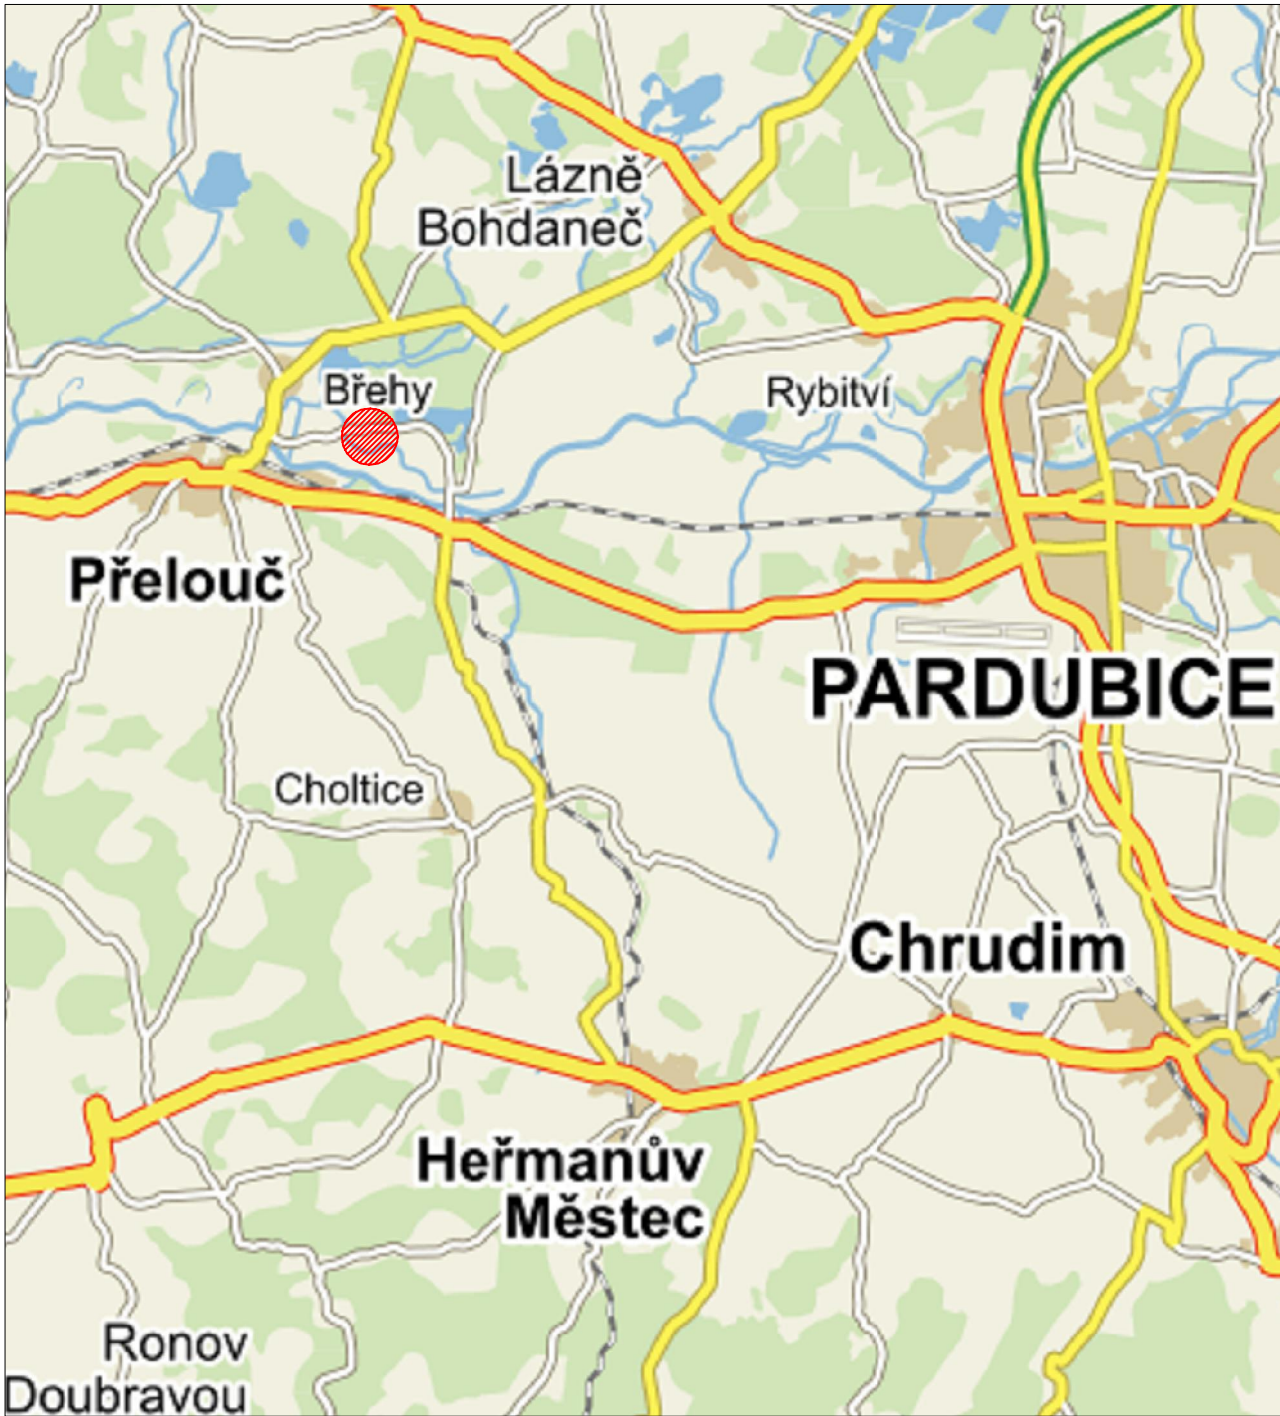 Lázně
Bohdaneč
Břehy
Rybitví
Přelouč
PARDUBICE
Choltice
Chrudim
Heřmanův
Městec
Ronov
Doubravou